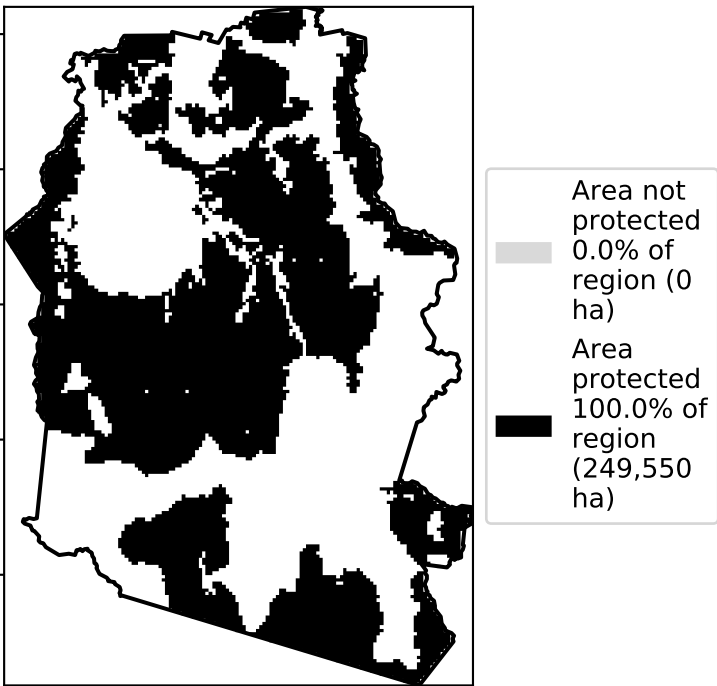 Area not
protected
0.0% of
region (0
ha)
Area
protected
100.0% of
region
(249,550
ha)